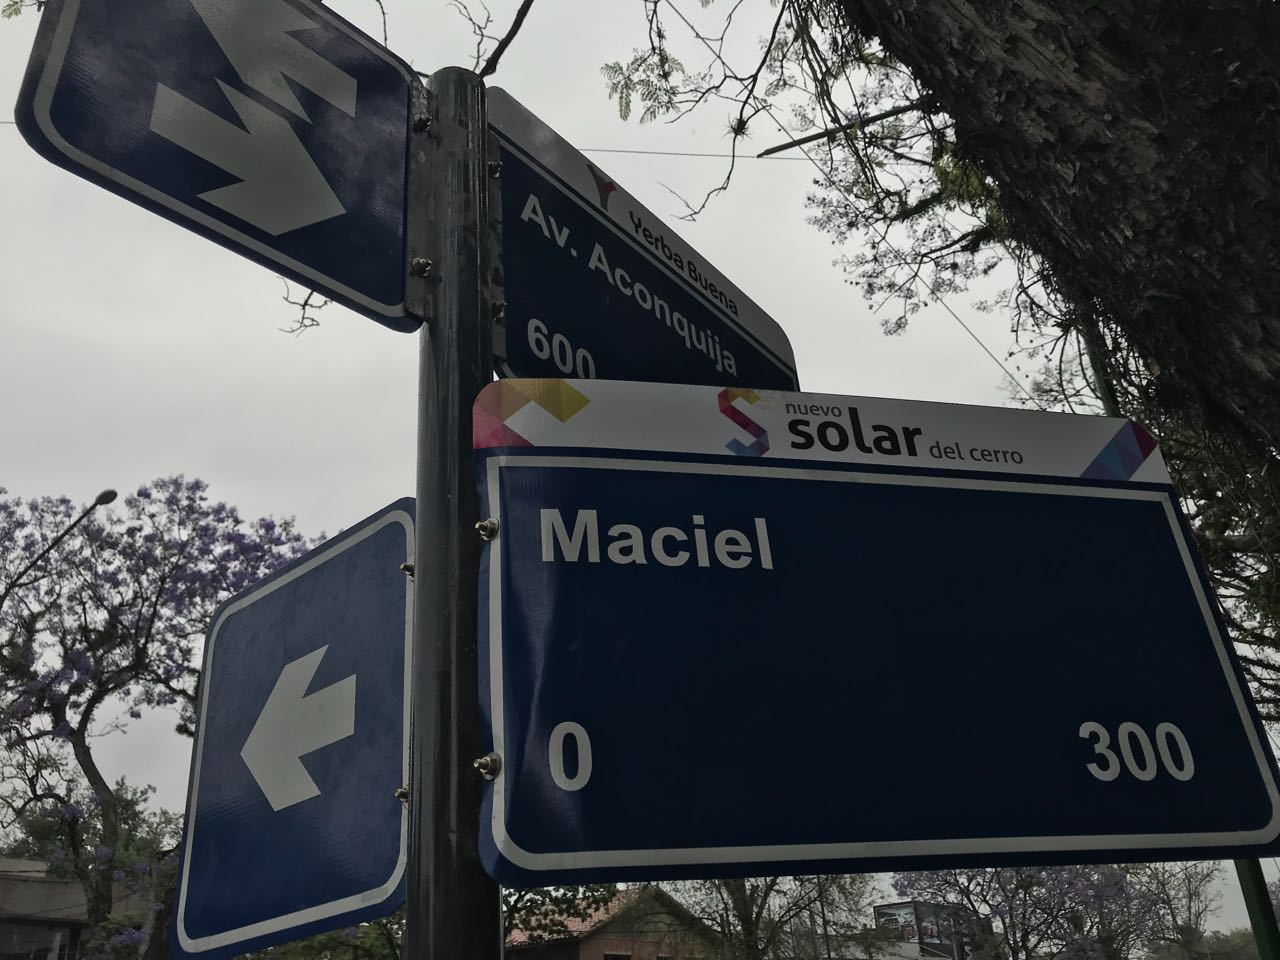 Yerba Buena
Av. Aconquija
600
nuevo
solar del cerro
Maciel
0 300